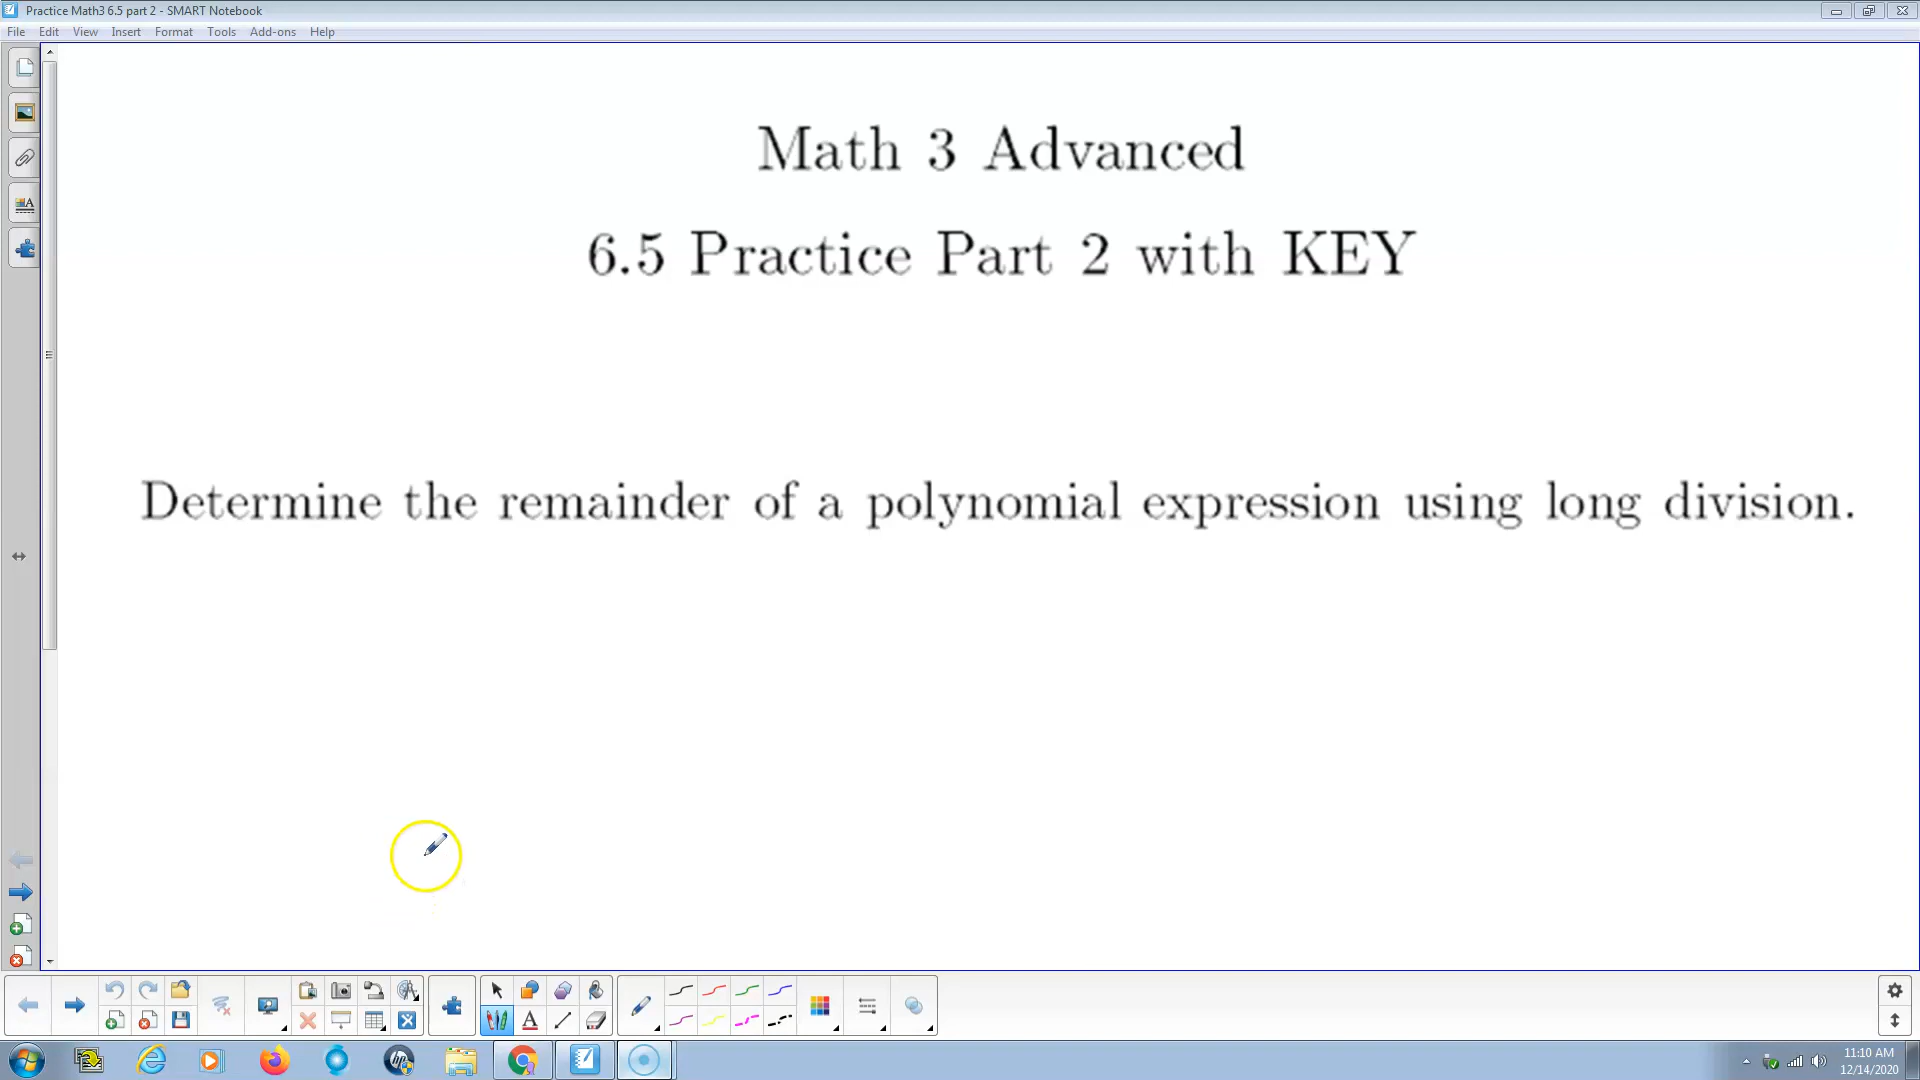 Practice Math3 6.5 part 2 - SMART Notebook
File Edit View Insert Format Tools Add-ons Help
Math 3 Advanced
6.5 Practice Part 2 with KEY
Determine the remainder of a polynomial expression using long division.
11:10 AM
12/14/2020